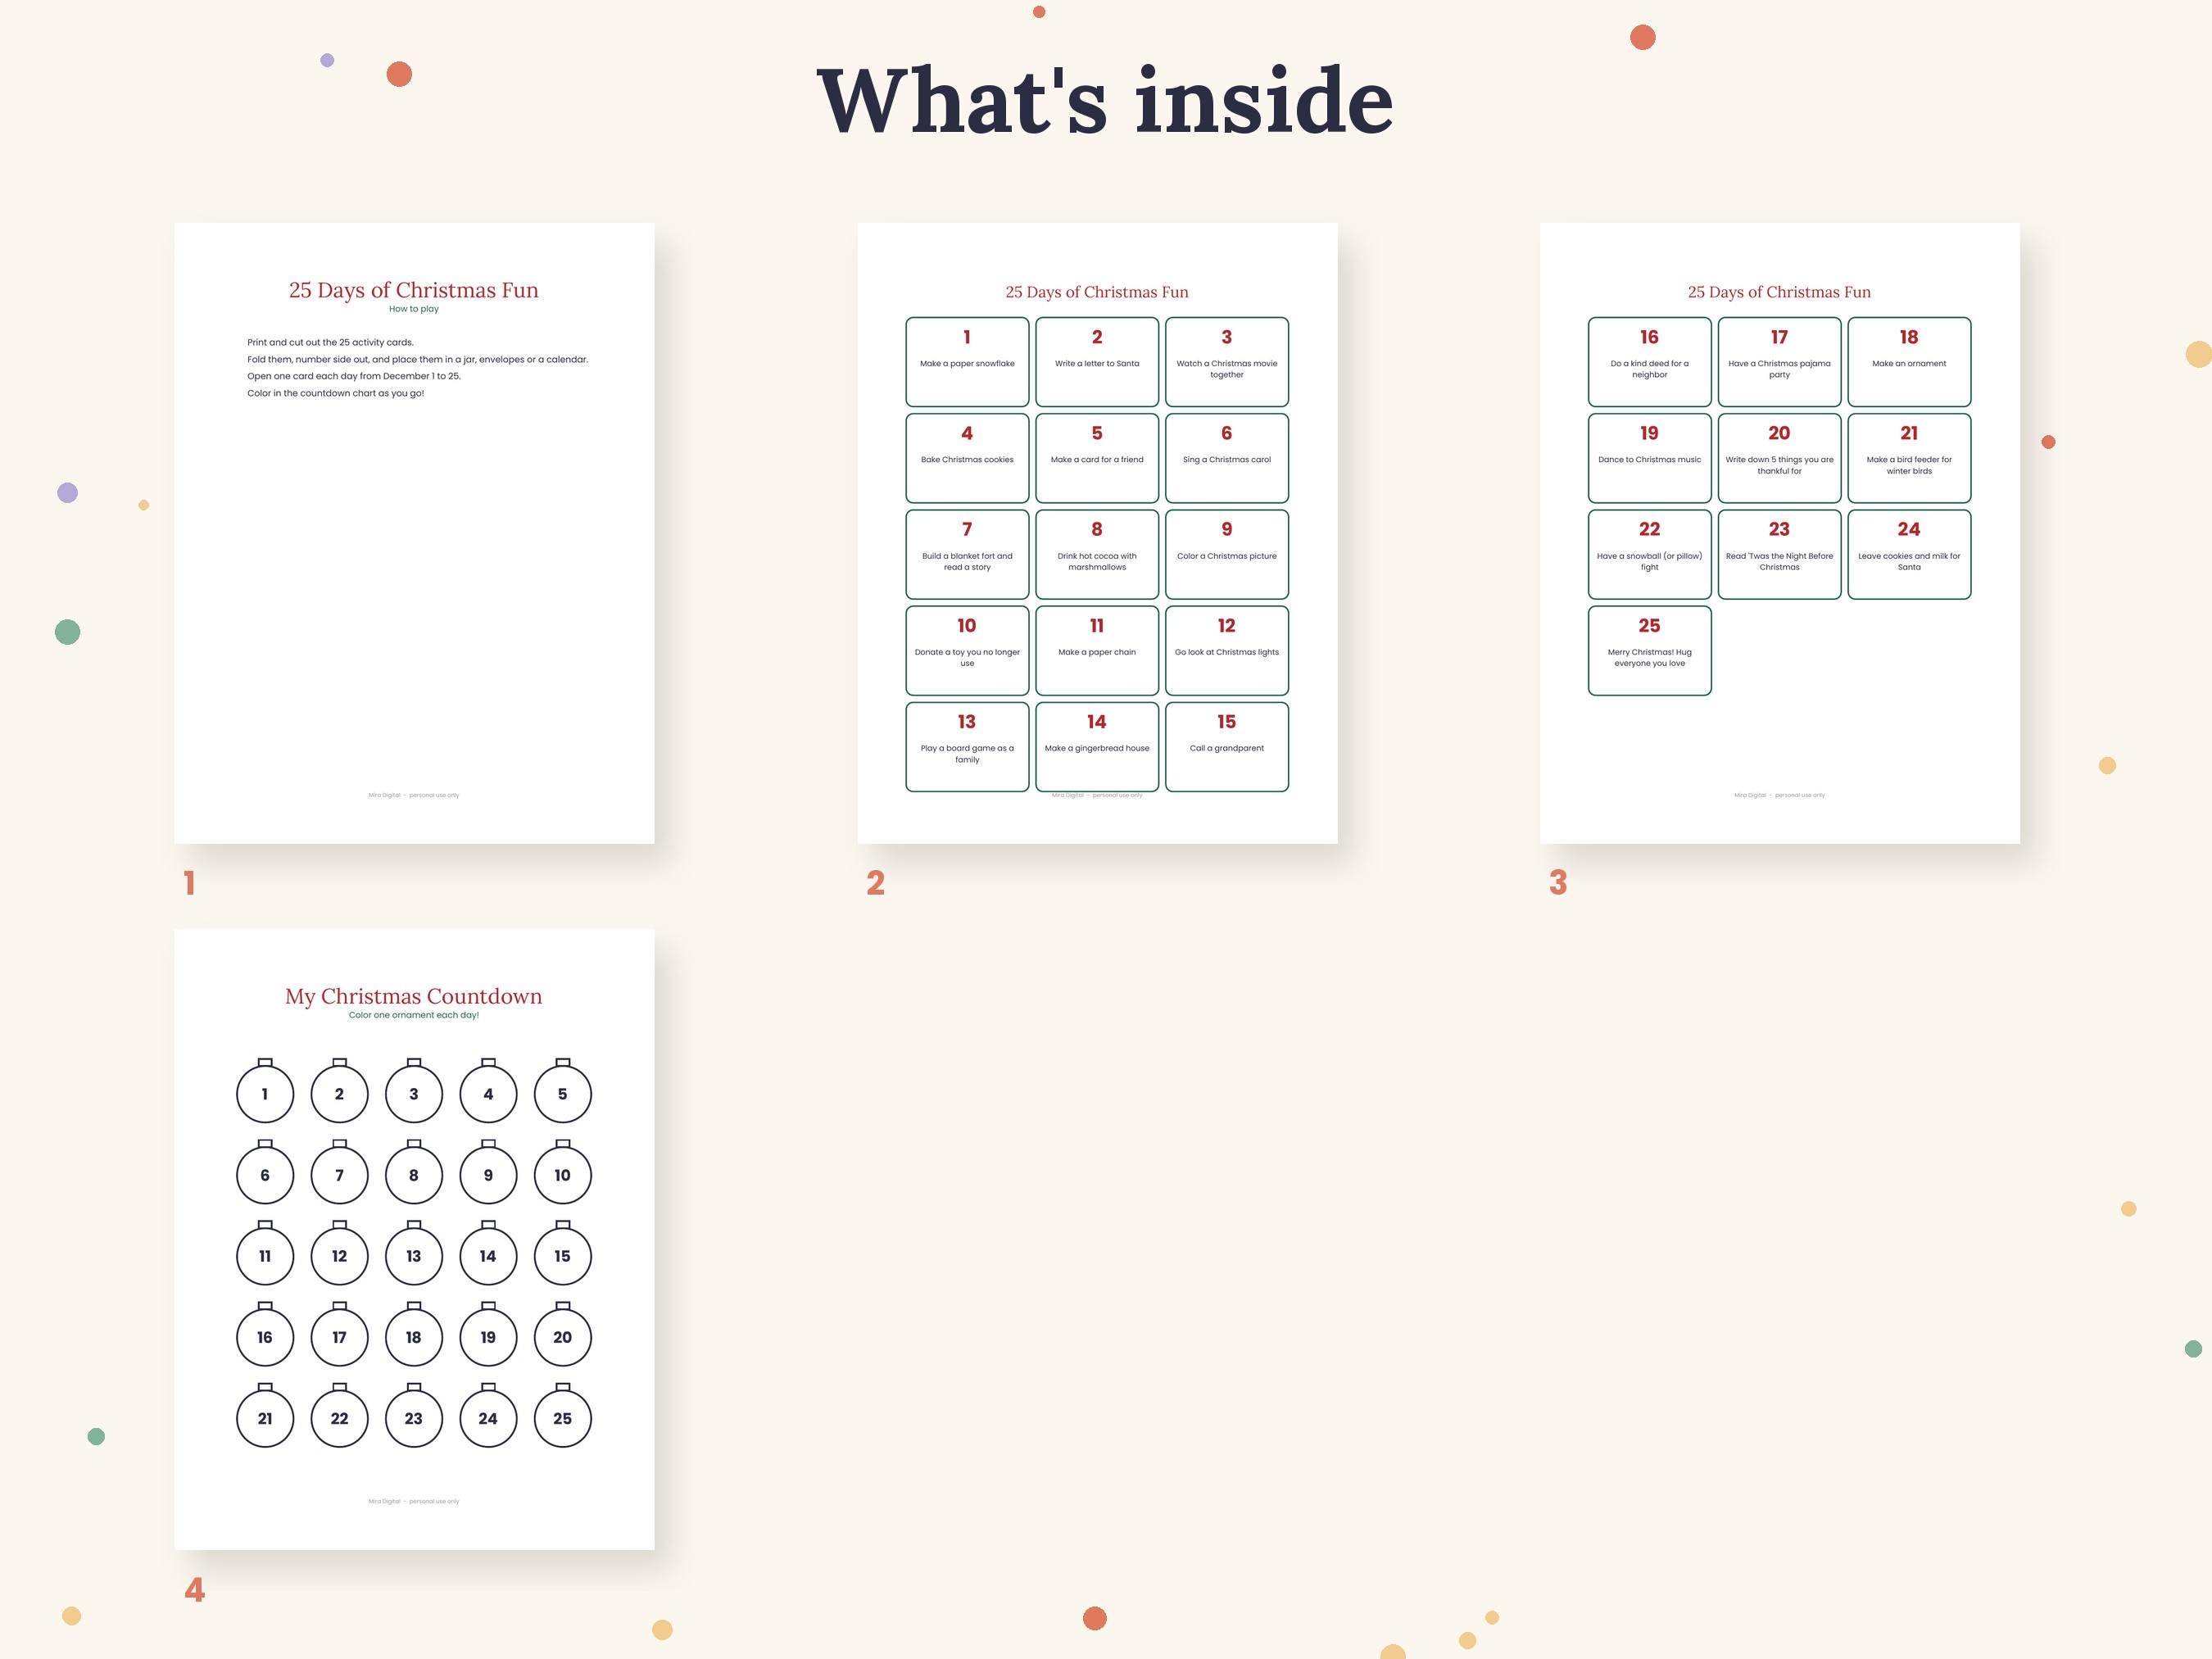 What's inside
25 Days of Christmas Fun
How to play
Print and cut out the 25 activity cards.
Fold them, number side out, and place them in a jar, envelopes or a calendar.
Open one card each day from December 1 to 25.
Color in the countdown chart as you go!
Mira Digital • personal use only
1
25 Days of Christmas Fun
1
Make a paper snowflake
2
Write a letter to Santa
3
Watch a Christmas movie
together
4
Bake Christmas cookies
5
Make a card for a friend
6
Sing a Christmas carol
7
Build a blanket fort and
read a story
8
Drink hot cocoa with
marshmallows
9
Color a Christmas picture
10
Donate a toy you no longer
use
11
Make a paper chain
12
Go look at Christmas lights
13
Play a board game as a
family
14
Make a gingerbread house
15
Call a grandparent
Mira Digital • personal use only
2
25 Days of Christmas Fun
16
Do a kind deed for a
neighbor
17
Have a Christmas pajama
party
18
Make an ornament
19
Dance to Christmas music
20
Write down 5 things you are
thankful for
21
Make a bird feeder for
winter birds
22
Have a snowball (or pillow)
fight
23
Read 'Twas the Night Before
Christmas
24
Leave cookies and milk for
Santa
25
Merry Christmas! Hug
everyone you love
Mira Digital • personal use only
3
My Christmas Countdown
Color one ornament each day!
1 2 3 4 5
6 7 8 9 10
11 12 13 14 15
16 17 18 19 20
21 22 23 24 25
Mira Digital • personal use only
4